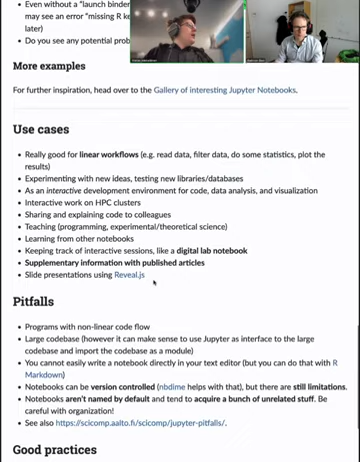 • Even without a "launch binder
may see an error "missing R ke
later)
• Do you see any potential prob
More examples
For further inspiration, head over to the Gallery of interesting Jupyter Notebooks.
Use cases
• Really good for linear workflows (e.g. read data, filter data, do some statistics, plot the
results)
• Experimenting with new ideas, testing new libraries/databases
• As an interactive development environment for code, data analysis, and visualization
• Interactive work on HPC clusters
• Sharing and explaining code to colleagues
• Teaching (programming, experimental/theoretical science)
• Learning from other notebooks
• Keeping track of interactive sessions, like a digital lab notebook
• Supplementary information with published articles
• Slide presentations using Reveal.js
Pitfalls
• Programs with non-linear code flow
• Large codebase (however it can make sense to use Jupyter as interface to the large
codebase and import the codebase as a module)
• You cannot easily write a notebook directly in your text editor (but you can do that with R
Markdown)
• Notebooks can be version controlled (nbdime helps with that), but there are still limitations.
• Notebooks aren't named by default and tend to acquire a bunch of unrelated stuff. Be
careful with organization!
• See also https://scicomp.aalto.fi/scicomp/jupyter-pitfalls/.
Good practices